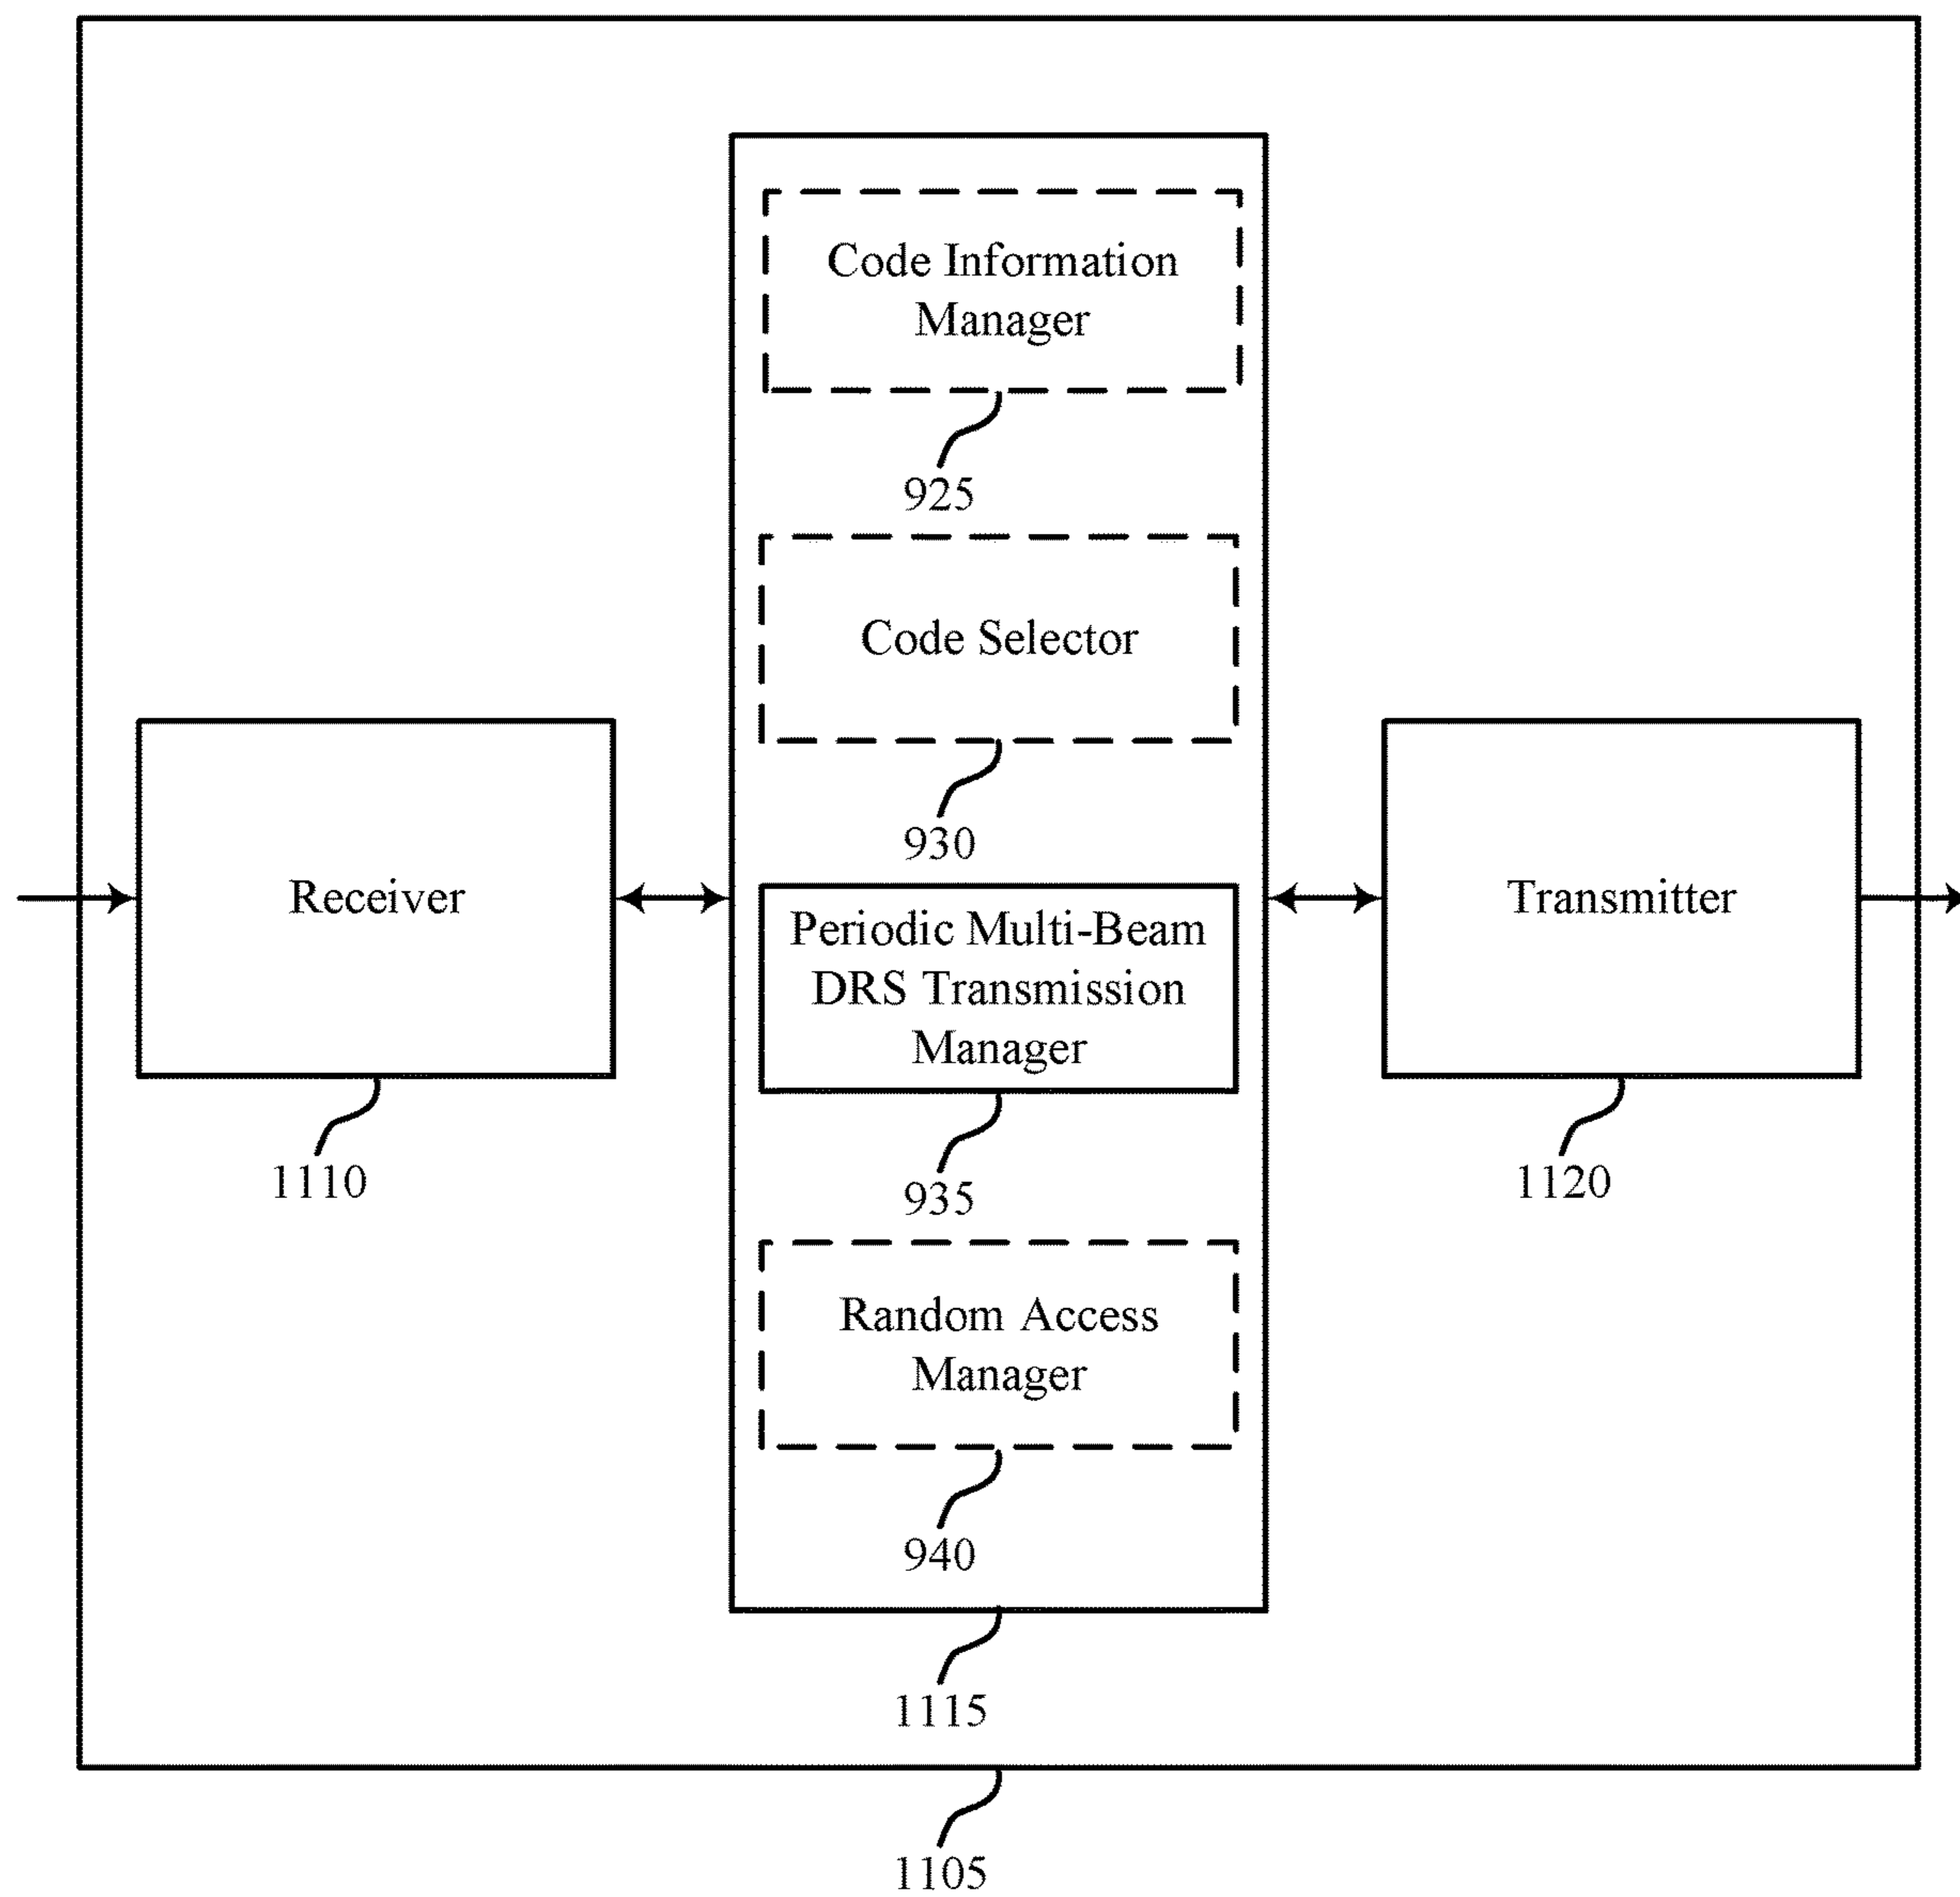 Code Information
Manager
925
Code Selector
930
Receiver
1110
Periodic Multi-Beam
DRS Transmission
Manager
935
Transmitter
1120
Random Access
Manager
940
1115
1105